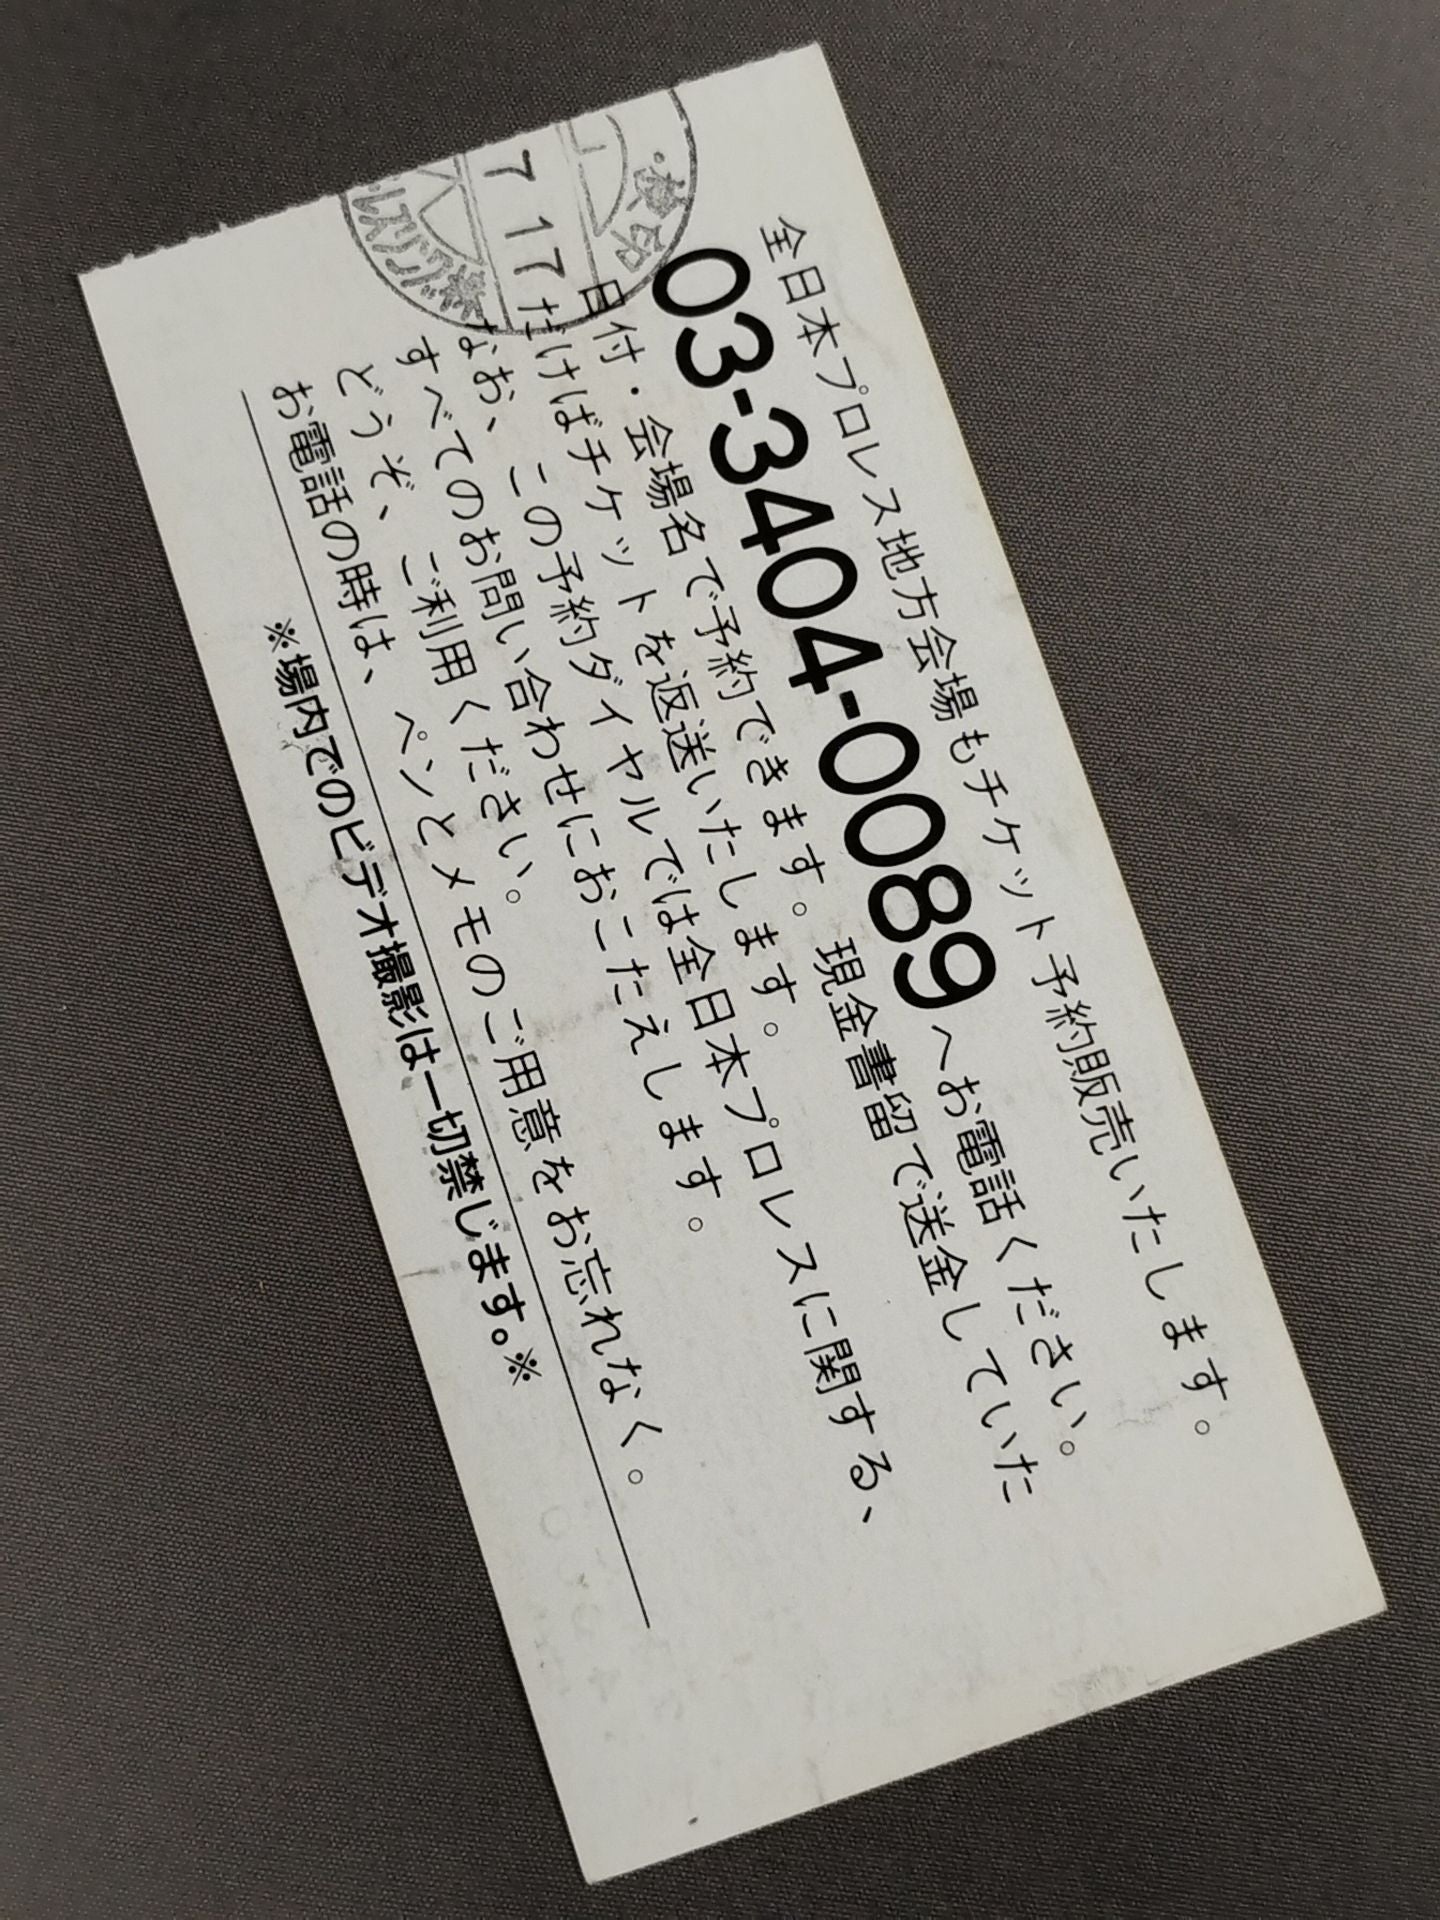 全日本プロレス地方会場もチケット予約販売いたします。
03-3404-0089へお電話ください。
日付・会場名で予約できます。現金書留で送金していた
だけばチケットを返送いたします。
なお、この予約ダイヤルでは全日本プロレスに関する、
すべてのお問い合わせにおこたえします。
どうぞ、ご利用ください。
お電話の時は、ペンとメモのご用意をお忘れなく。
※場内でのビデオ撮影は一切禁じます。※
7 17